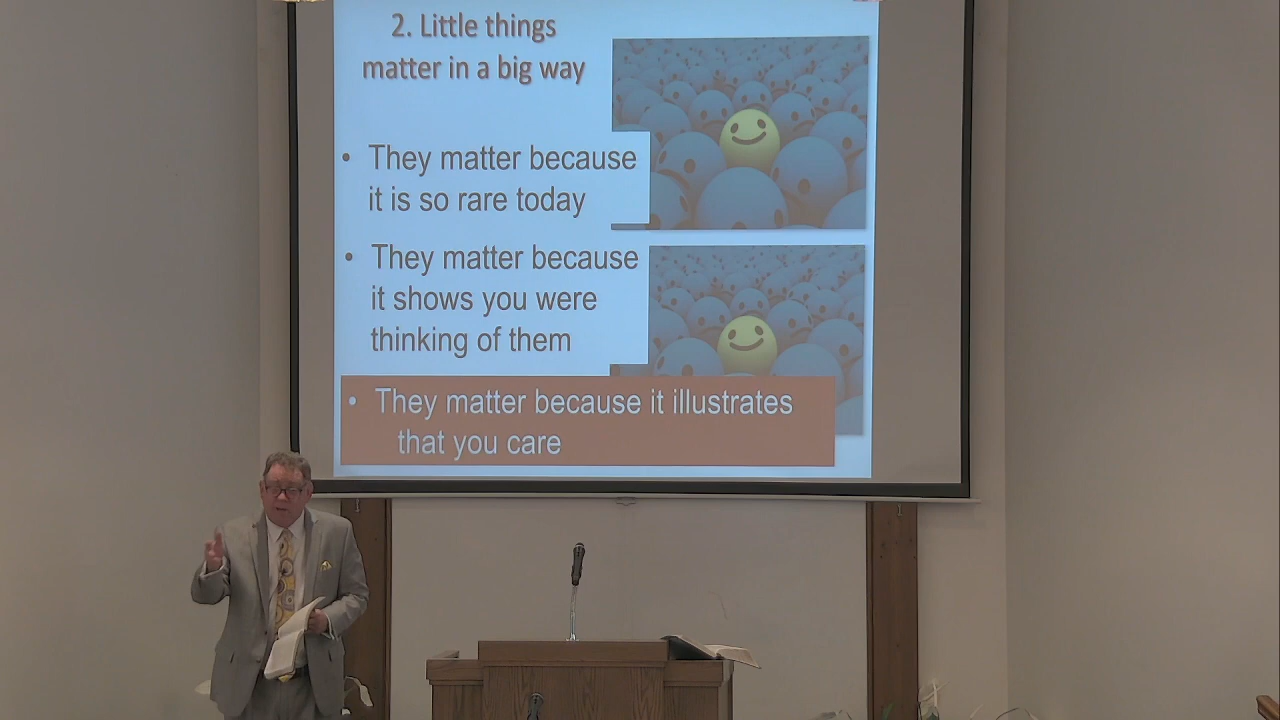 2. Little things
matter in a big way
• They matter because
it is so rare today
• They matter because
it shows you were
thinking of them
• They matter because it illustrates
that you care